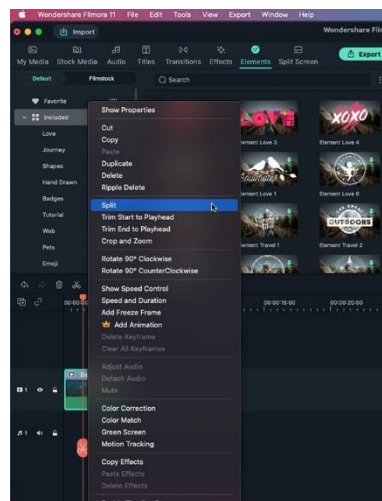 Wondershare Filmora 11 File Edit Tools View Export Window Help
Import
Wondershare Film
My Media Stock Media Audio Titles Transitions Effects Elements Split Screen
Export
Default Filmstock
Search
Favorite
Included
Love
Journey
Shapes
Hand Drawn
Badges
Tutorial
Web
Pets
Emoji
Show Properties
Cut
Copy
Paste
Duplicate
Delete
Ripple Delete
Split
Trim Start to Playhead
Trim End to Playhead
Crop and Zoom
Rotate 90° Clockwise
Rotate 90° CounterClockwise
Show Speed Control
Speed and Duration
Add Freeze Frame
Add Animation
Delete Keyframe
Clear All Keyframes
Adjust Audio
Detach Audio
Mute
Color Correction
Color Match
Green Screen
Motion Tracking
Copy Effects
Paste Effects
Delete Effects
LOVE
XOXO
Element Love 3
Element Love 4
Element Love 6
OUTDOORS
Element Travel 1
Element Travel 2
00:00:15:00
00:00:20:00
1
1